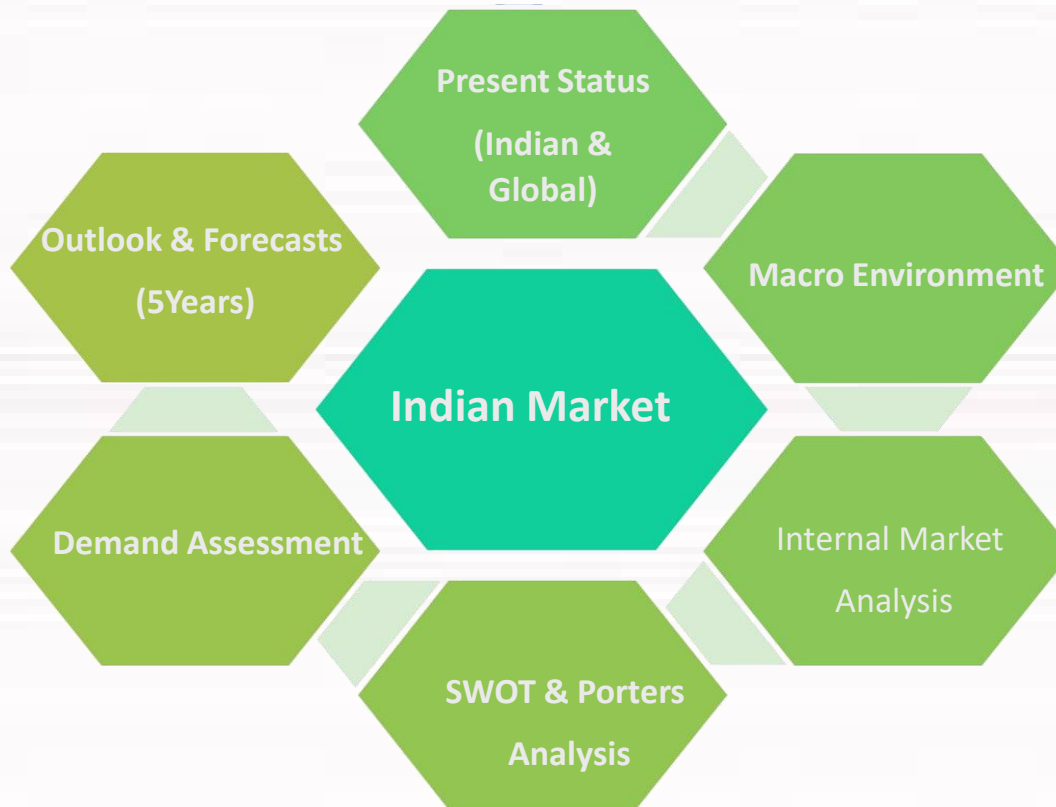 Present Status
(Indian &
Global)
Macro Environment
Internal Market
Analysis
SWOT & Porters
Analysis
Demand Assessment
Outlook & Forecasts
(5Years)
Indian Market